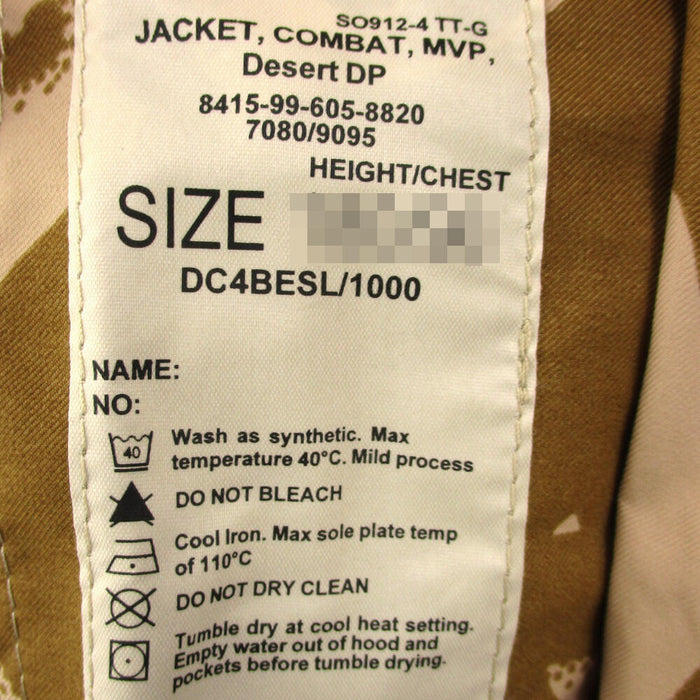 SO912-4 TT-G
JACKET, COMBAT, MVP,
Desert DP
8415-99-605-8820
7080/9095
HEIGHT/CHEST
SIZE
DC4BESL/1000
NAME:
NO:
40
Wash as synthetic. Max
temperature 40°C. Mild process
DO NOT BLEACH
Cool Iron. Max sole plate temp
of 110°C
DO NOT DRY CLEAN
Tumble dry at cool heat setting.
Empty water out of hood and
pockets before tumble drying.